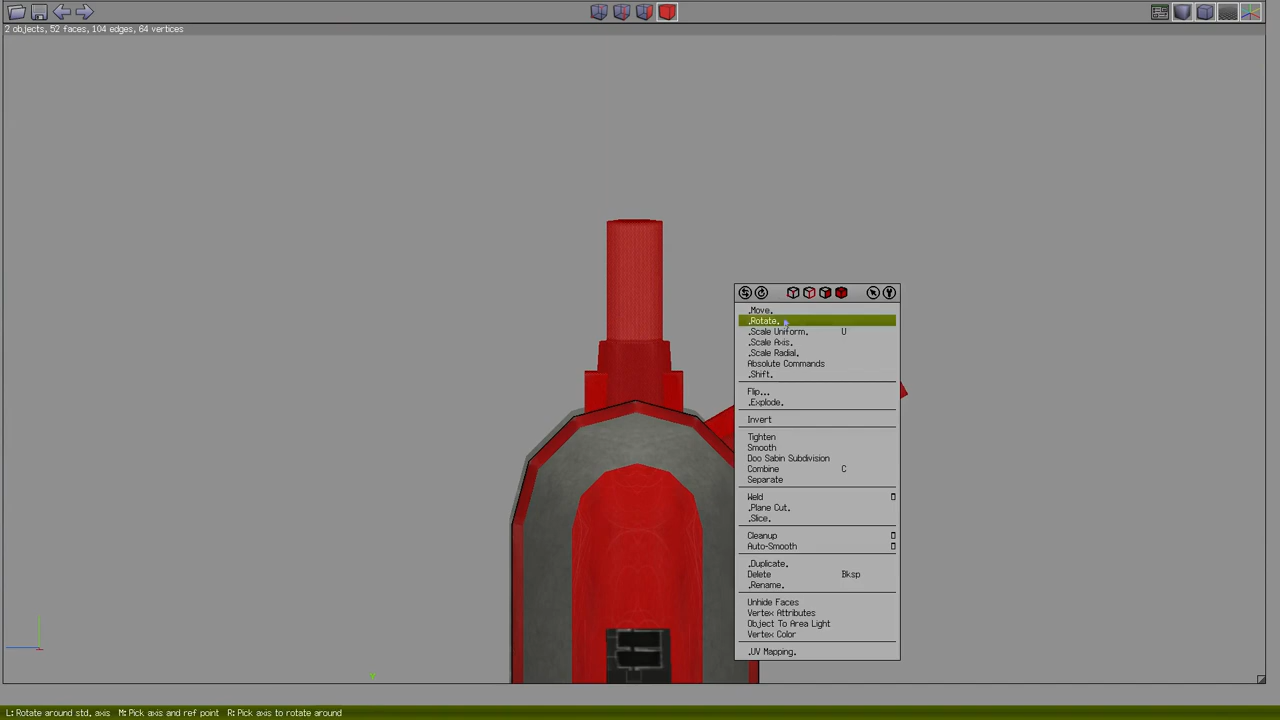 2 objects, 52 faces, 104 edges, 64 vertices
.Move.
.Rotate.
.Scale Uniform. U
.Scale Axis.
.Scale Radial.
Absolute Commands
.Shift.
Flip...
.Explode.
Invert
Tighten
Smooth
Doo Sabin Subdivision
Combine C
Separate
Weld
.Plane Cut.
.Slice.
Cleanup
Auto-Smooth
.Duplicate.
Delete Bksp
.Rename.
Unhide Faces
Vertex Attributes
Object To Area Light
Vertex Color
.UV Mapping.
Y
L: Rotate around std. axis M: Pick axis and ref point R: Pick axis to rotate around